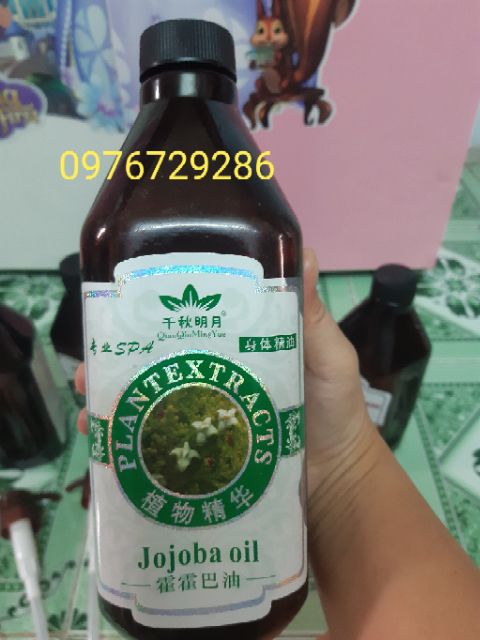 0976729286
千秋明月®
QianQiuMingYue
专业SPA
身体精油
PLANTEXTRACTS
植物精华
Jojoba oil
霍霍巴油